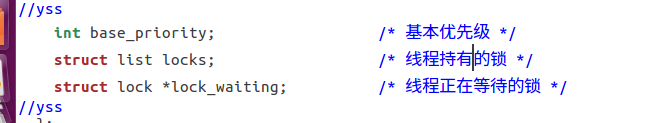 //yss
int base_priority; /* 基本优先级 */
struct list locks; /* 线程持有的锁 */
struct lock *lock_waiting; /* 线程正在等待的锁 */
//yss
};